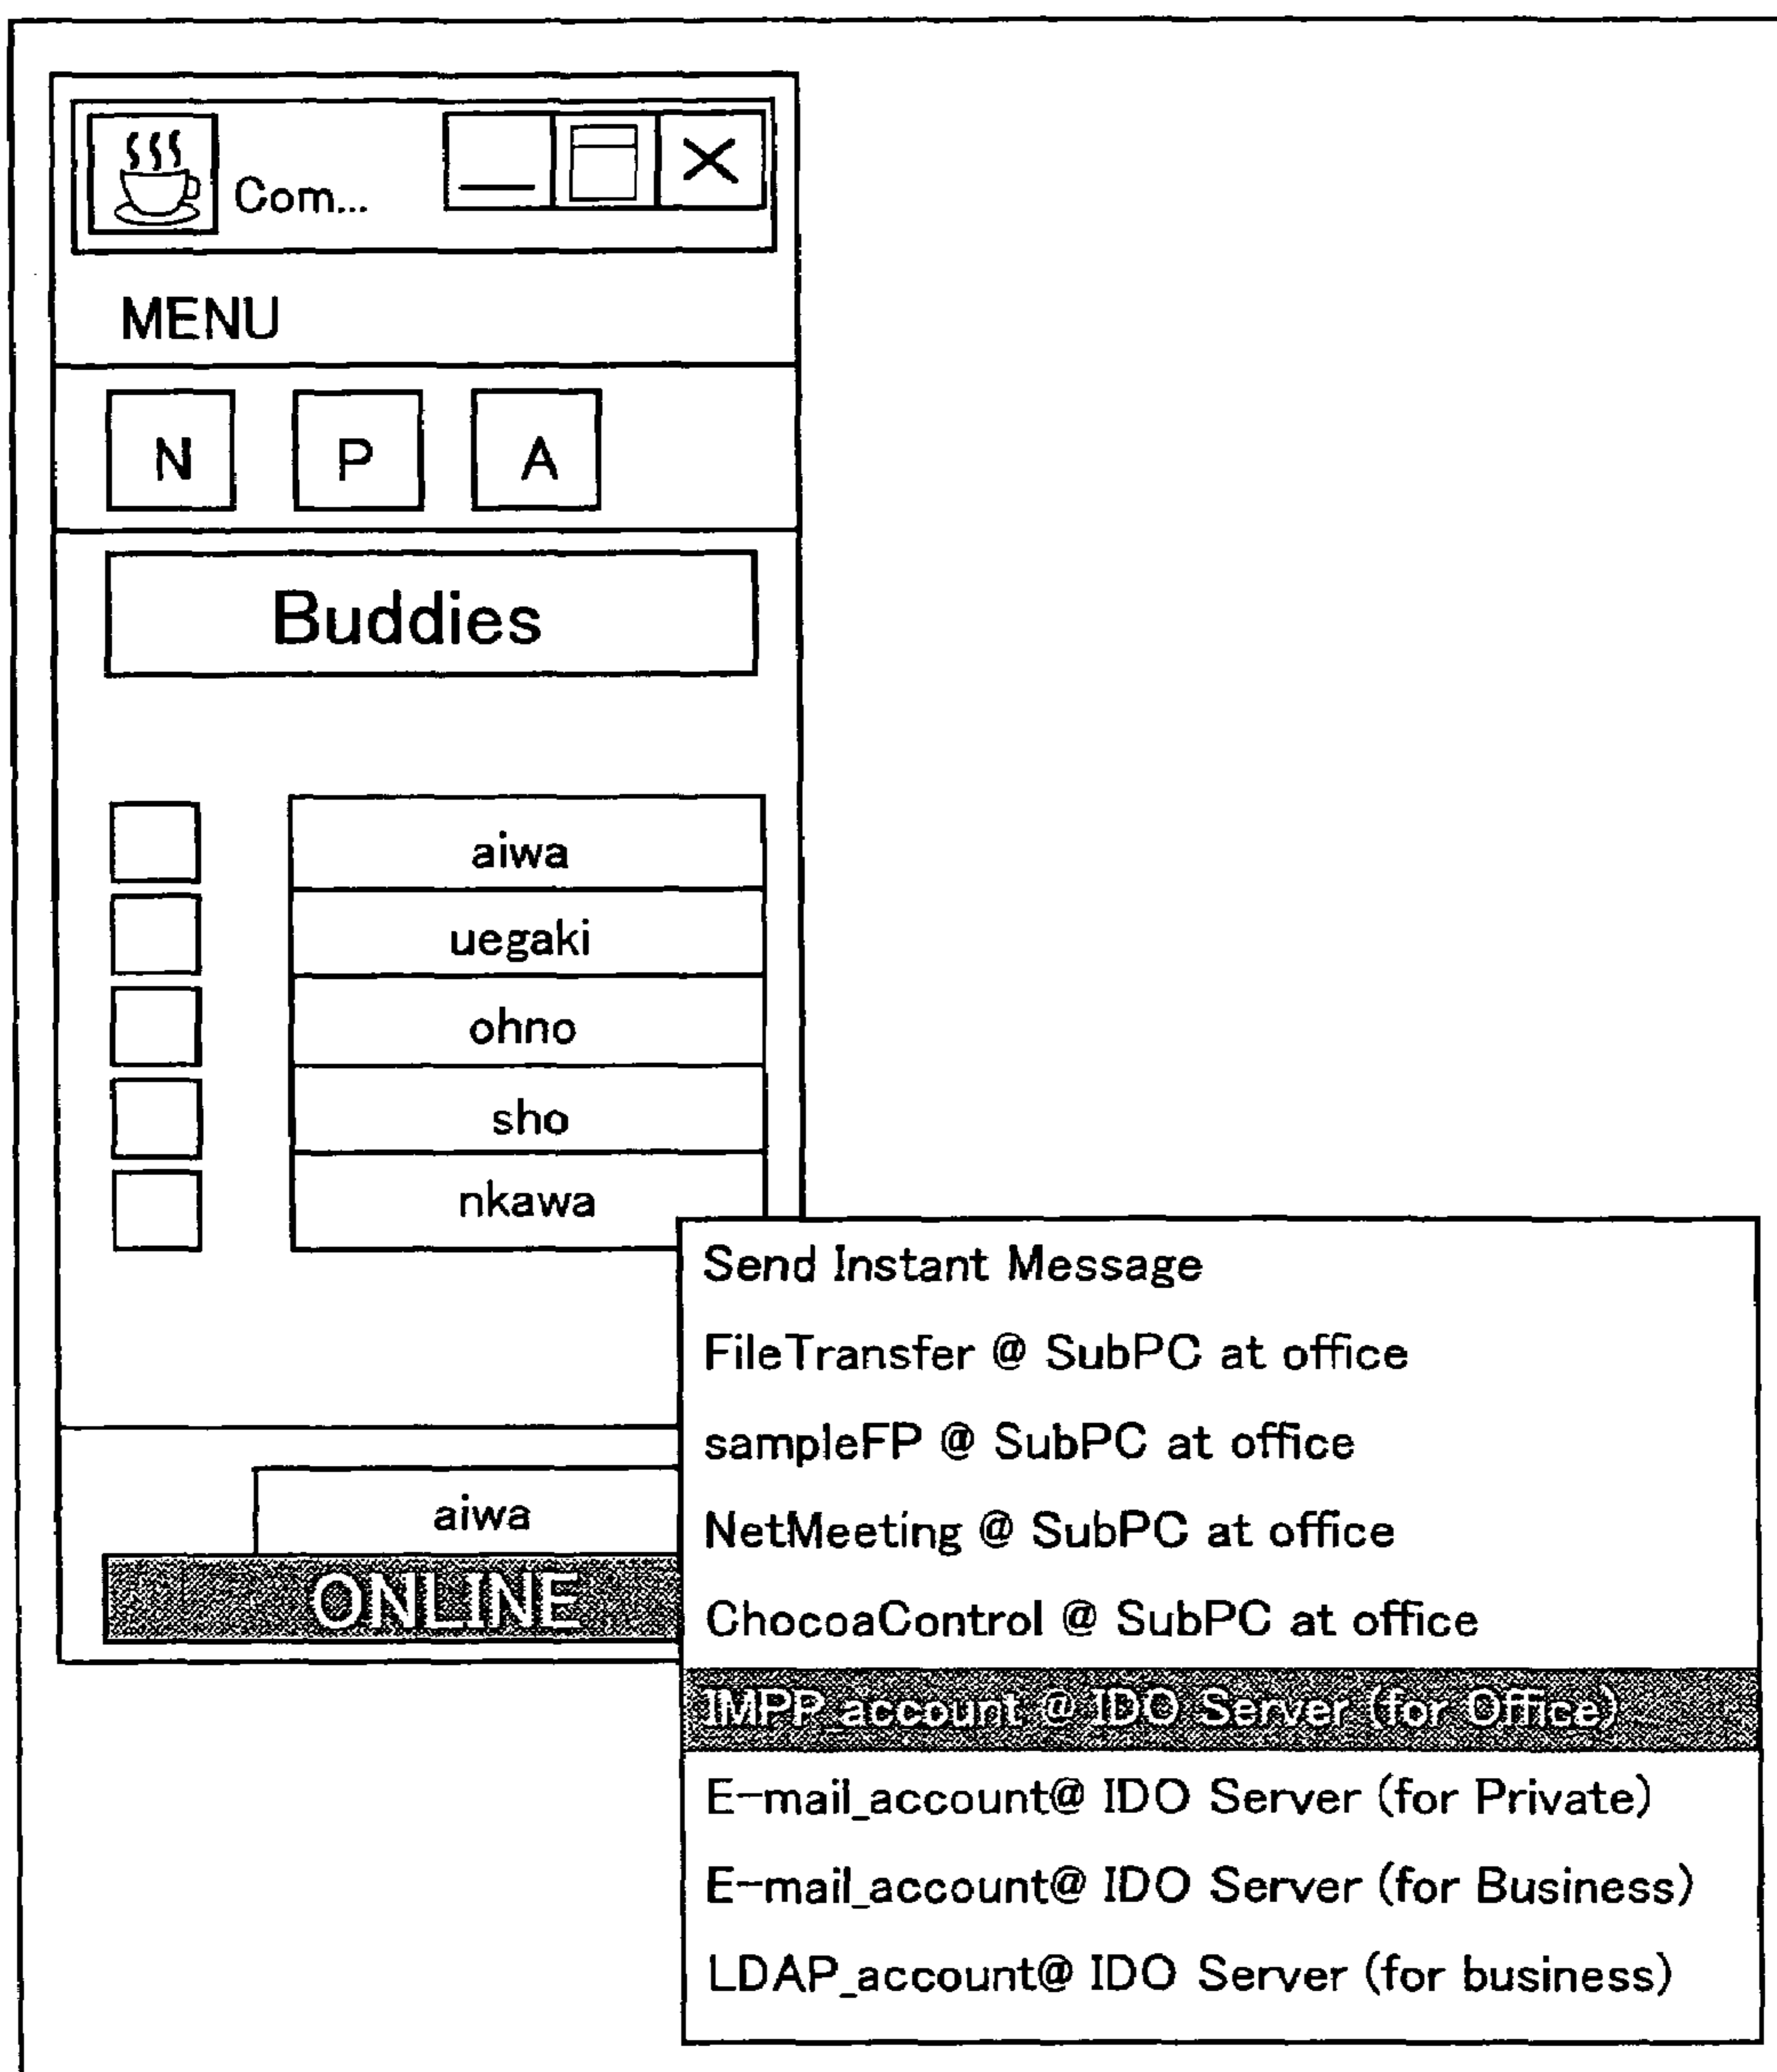 Com...
MENU
N P A
Buddies
aiwa
uegaki
ohno
sho
nkawa
Send Instant Message
FileTransfer @ SubPC at office
sampleFP @ SubPC at office
NetMeeting @ SubPC at office
ChocoaControl @ SubPC at office
IMPP_account @ IDO Server (for Office)
E-mail_account@ IDO Server (for Private)
E-mail_account@ IDO Server (for Business)
LDAP_account@ IDO Server (for business)
aiwa
ONLINE